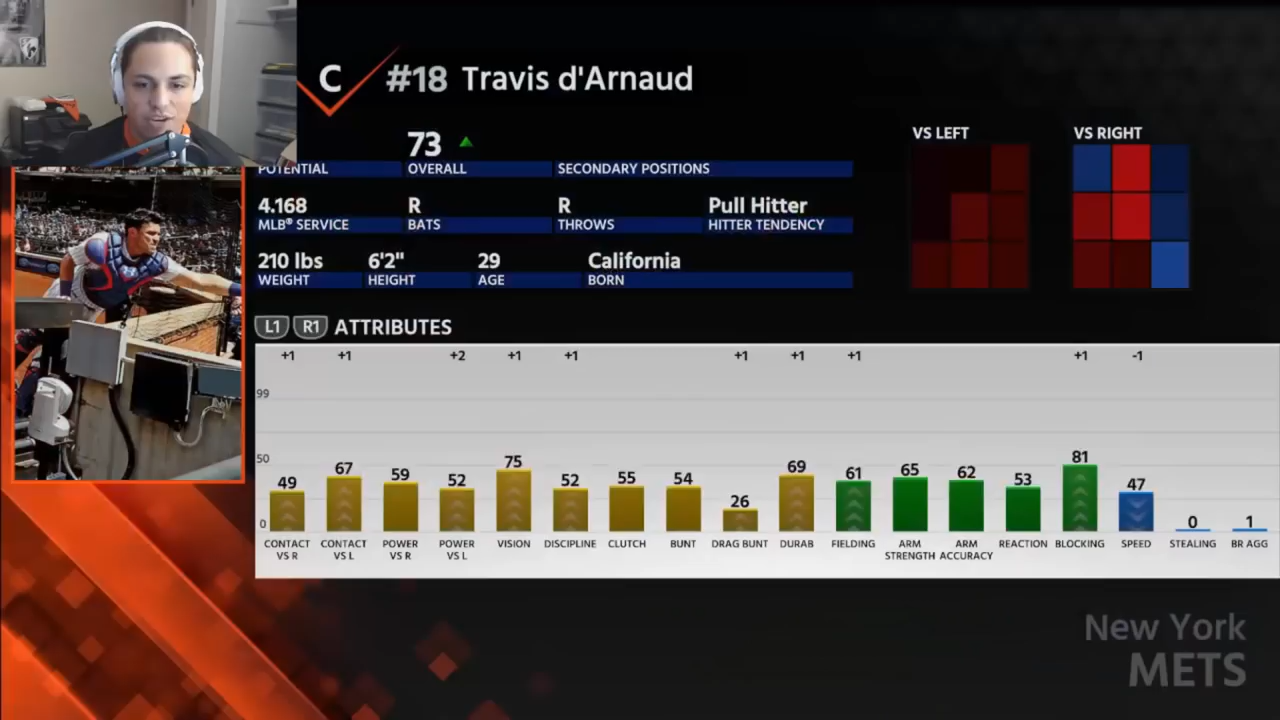 C #18 Travis d'Arnaud
73
POTENTIAL OVERALL SECONDARY POSITIONS
4.168 R R Pull Hitter
MLB® SERVICE BATS THROWS HITTER TENDENCY
210 lbs 6'2" 29 California
WEIGHT HEIGHT AGE BORN
VS LEFT VS RIGHT
L1 R1 ATTRIBUTES
+1 +1 +2 +1 +1 +1 +1 +1 +1 -1
99
50
0
49 67 59 52 75 52 55 54 26 69 61 65 62 53 81 47 0 1
CONTACT VS R CONTACT VS L POWER VS R POWER VS L VISION DISCIPLINE CLUTCH BUNT DRAG BUNT DURAB FIELDING ARM STRENGTH ARM ACCURACY REACTION BLOCKING SPEED STEALING BR AGG
New York
METS